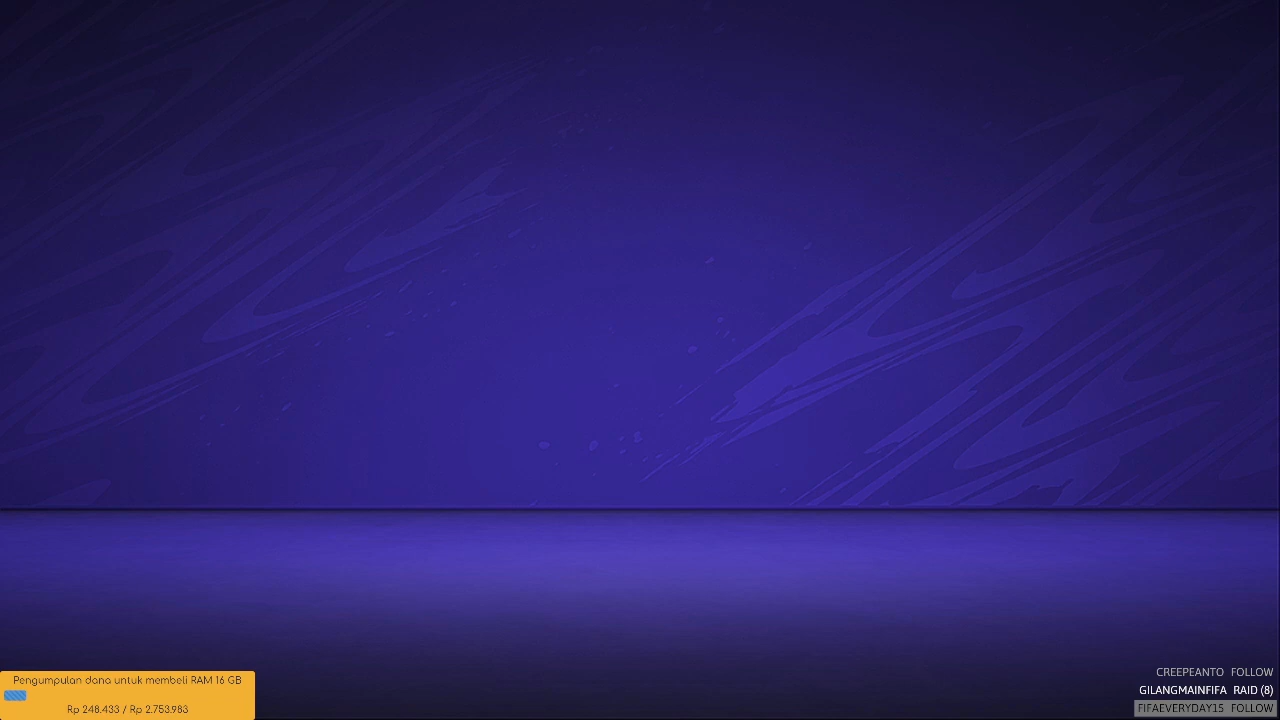 Pengumpulan dana untuk membeli RAM 16 GB
Rp 248.433 / Rp 2.753.983
CREEPEANTO FOLLOW
GILANGMAINFIFA RAID (8)
FIFAEVERYDAY15 FOLLOW